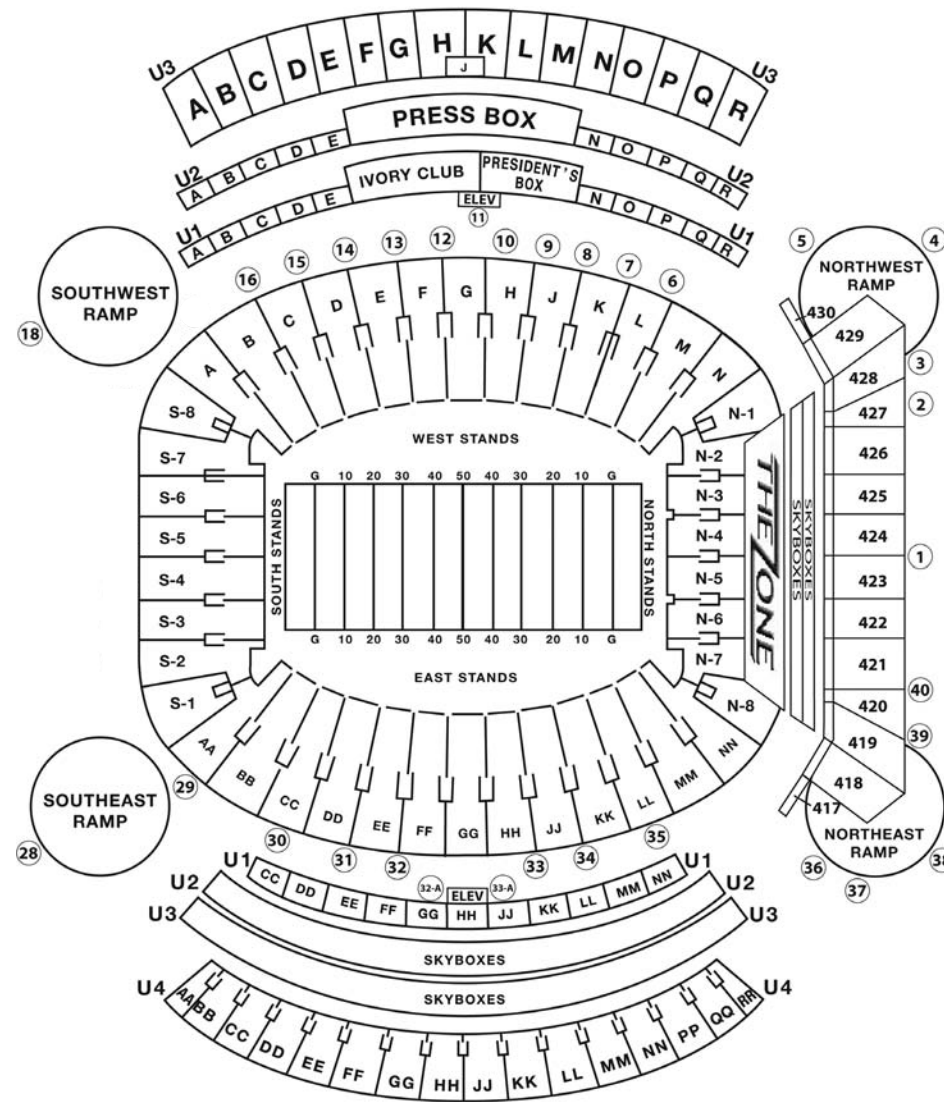 U3 A B C D E F G H J K L M N O P Q R U3
PRESS BOX
U2 A B C D E N O P Q R U2
IVORY CLUB
PRESIDENT'S
BOX
U1 A B C D E N O P Q R U1
ELEV
11
16 15 14 13 12 10 9 8 7 6
5 4
SOUTHWEST
RAMP
18
NORTHWEST
RAMP
3
2
A B C D E F G H J K L M N
430
429
428
427
426
425
424
1
423
422
421
40
420
39
419
418
417
S-8
S-7
S-6
S-5
S-4
S-3
S-2
S-1
WEST STANDS
G 10 20 30 40 50 40 30 20 10 G
SOUTH STANDS
NORTH STANDS
G 10 20 30 40 50 40 30 20 10 G
EAST STANDS
N-1
N-2
N-3
N-4
N-5
N-6
N-7
N-8
THE ZONE
SKYBOXES
SKYBOXES
AA BB CC DD EE FF GG HH JJ KK LL MM NN
SOUTHEAST
RAMP
28
29
30 31 32 32-A 33-A 33 34 35
NORTHEAST
RAMP
36
37
38
ELEV
U1 CC DD EE FF GG HH JJ KK LL MM NN U1
U2 SKYBOXES U2
U3 SKYBOXES U3
U4 AA BB CC DD EE FF GG HH JJ KK LL MM NN PP QQ RR U4